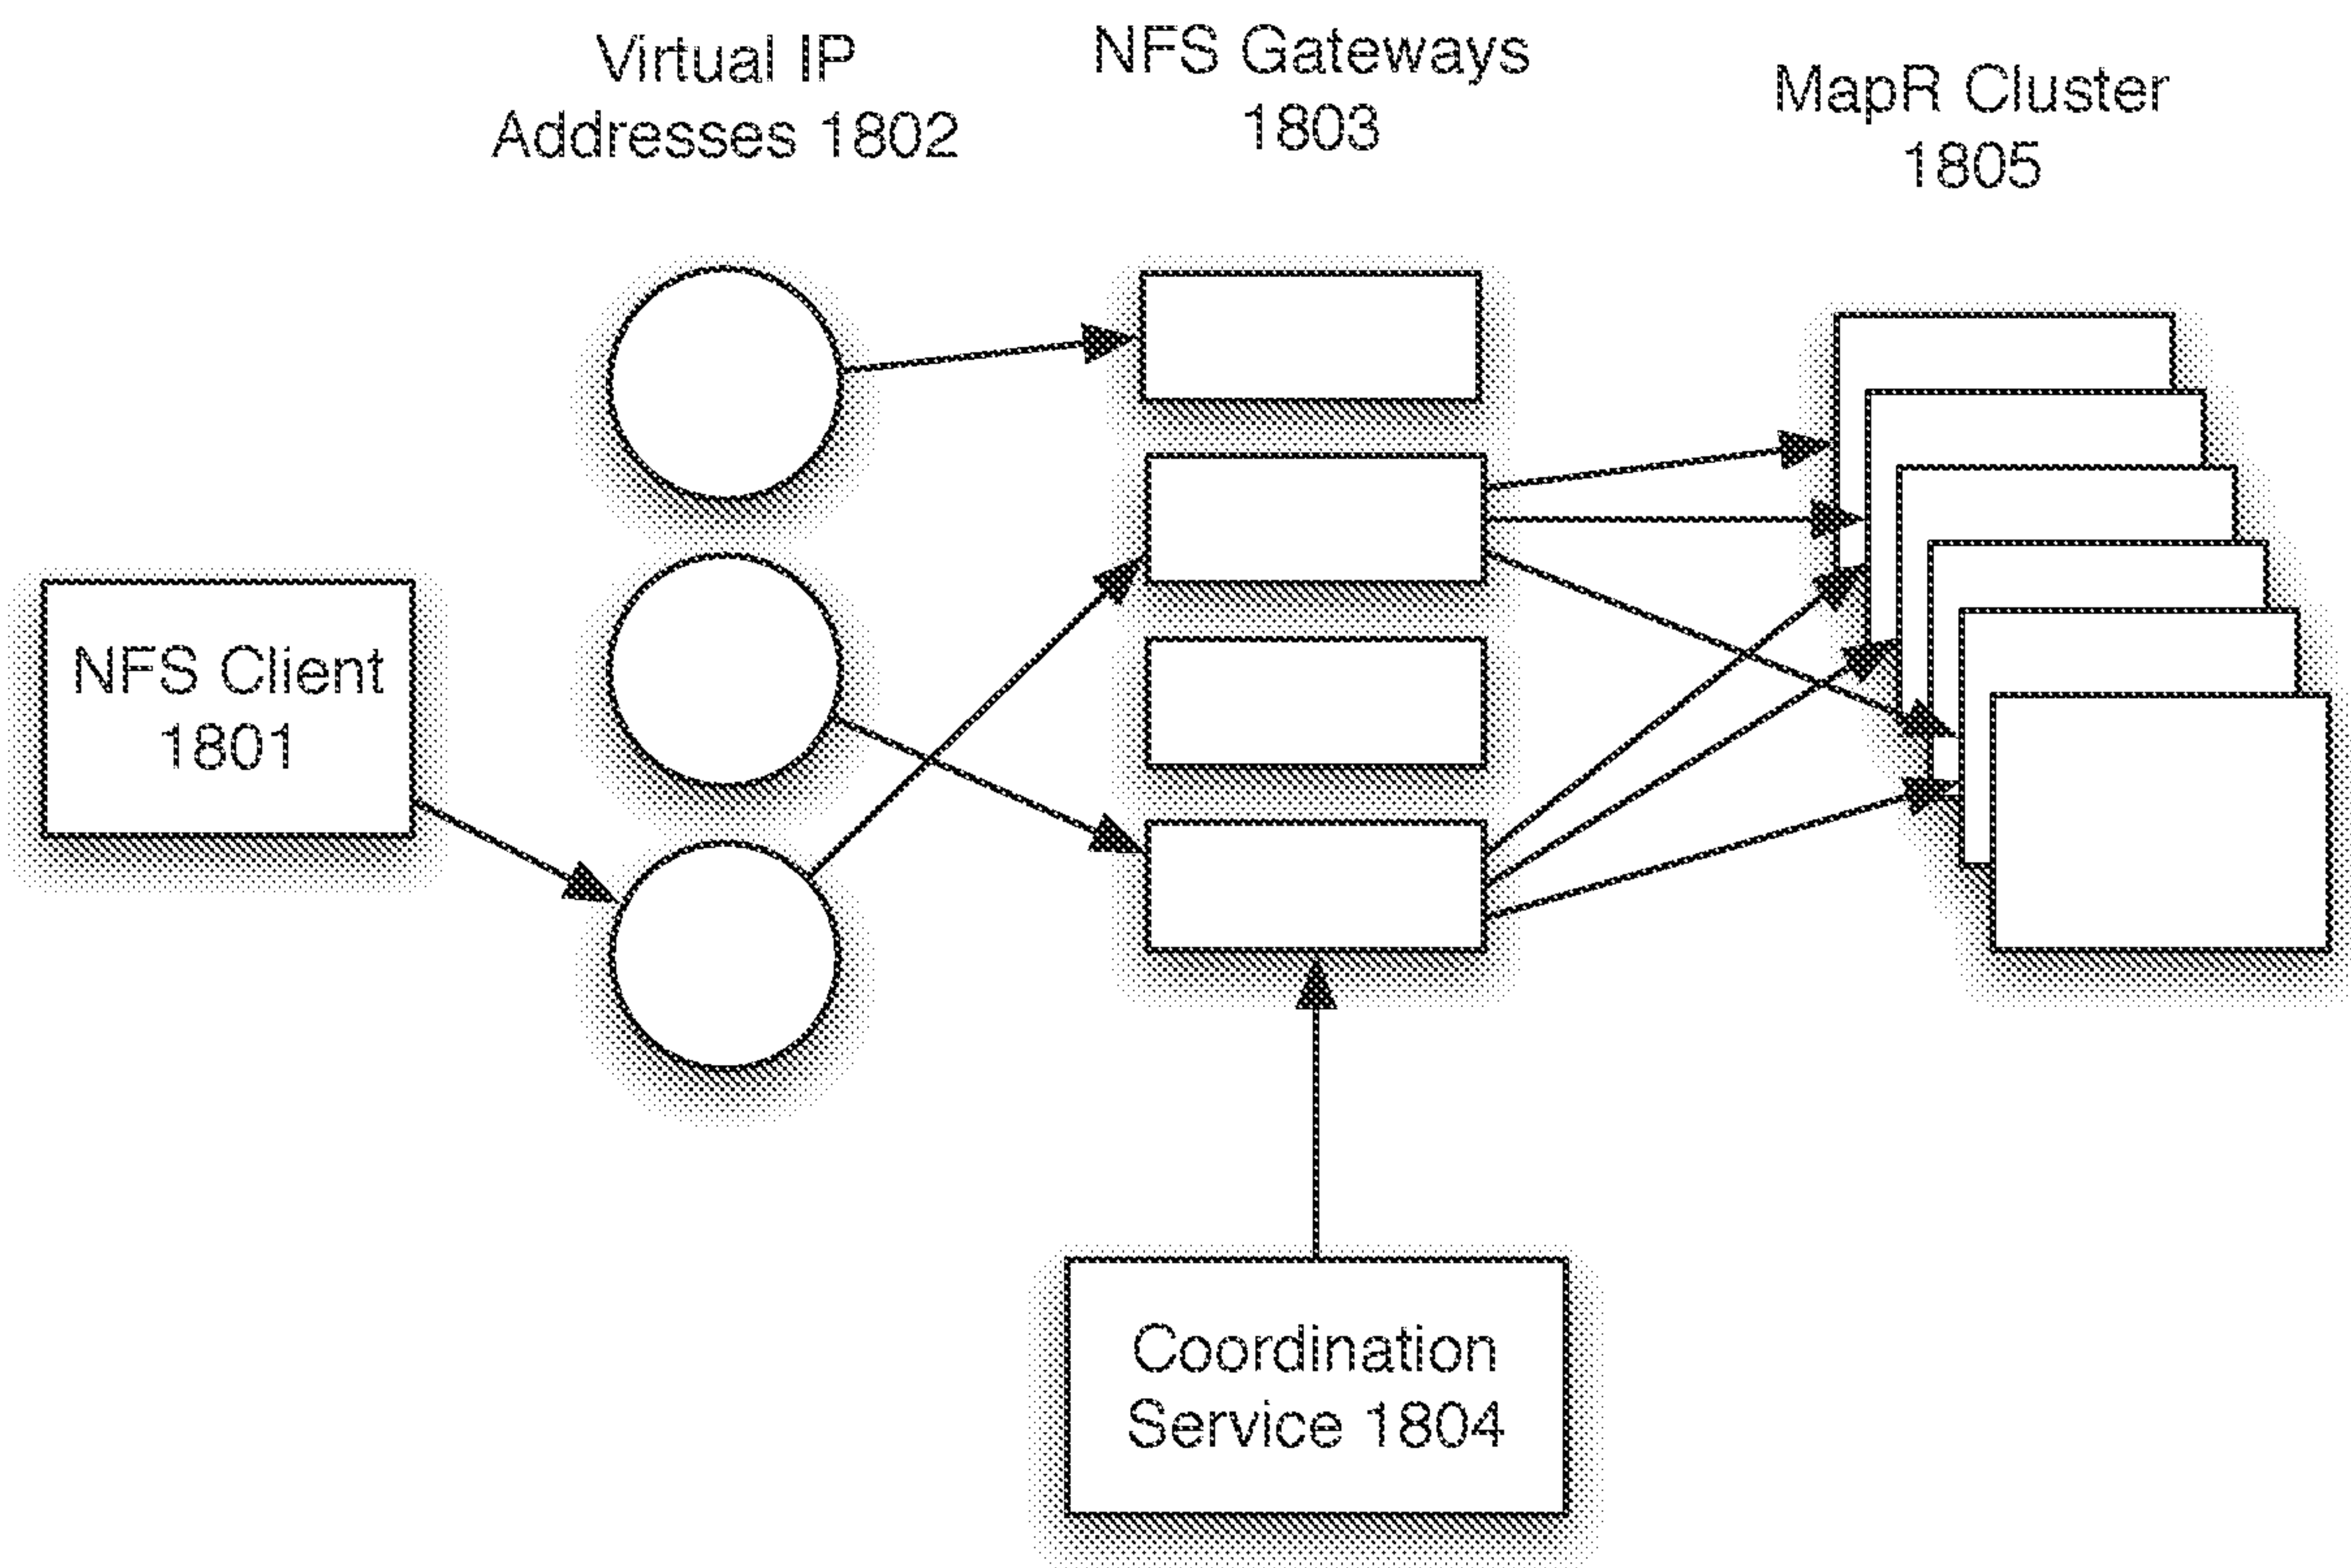 Virtual IP
Addresses 1802
NFS Gateways
1803
MapR Cluster
1805
NFS Client
1801
Coordination
Service 1804